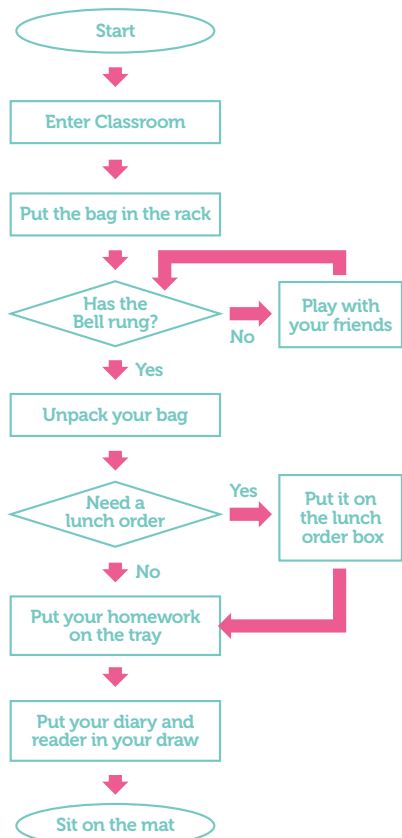 Start
Enter Classroom
Put the bag in the rack
Has the
Bell rung?
No
Play with
your friends
Yes
Unpack your bag
Need a
lunch order
Yes
Put it on
the lunch
order box
No
Put your homework
on the tray
Put your diary and
reader in your draw
Sit on the mat